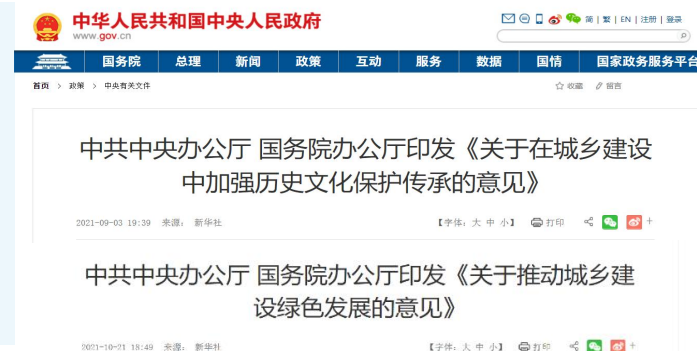 中华人民共和国中央人民政府
www.gov.cn
简 | 繁 | EN | 注册 | 登录
国务院 总理 新闻 政策 互动 服务 数据 国情 国家政务服务平台
首页 > 政策 > 中央有关文件
收藏 留言
中共中央办公厅 国务院办公厅印发《关于在城乡建设
中加强历史文化保护传承的意见》
2021-09-03 19:39 来源： 新华社 【字体：大 中 小】 打印
中共中央办公厅 国务院办公厅印发《关于推动城乡建
设绿色发展的意见》
2021-10-21 18:49 来源： 新华社 【字体：大 中 小】 打印